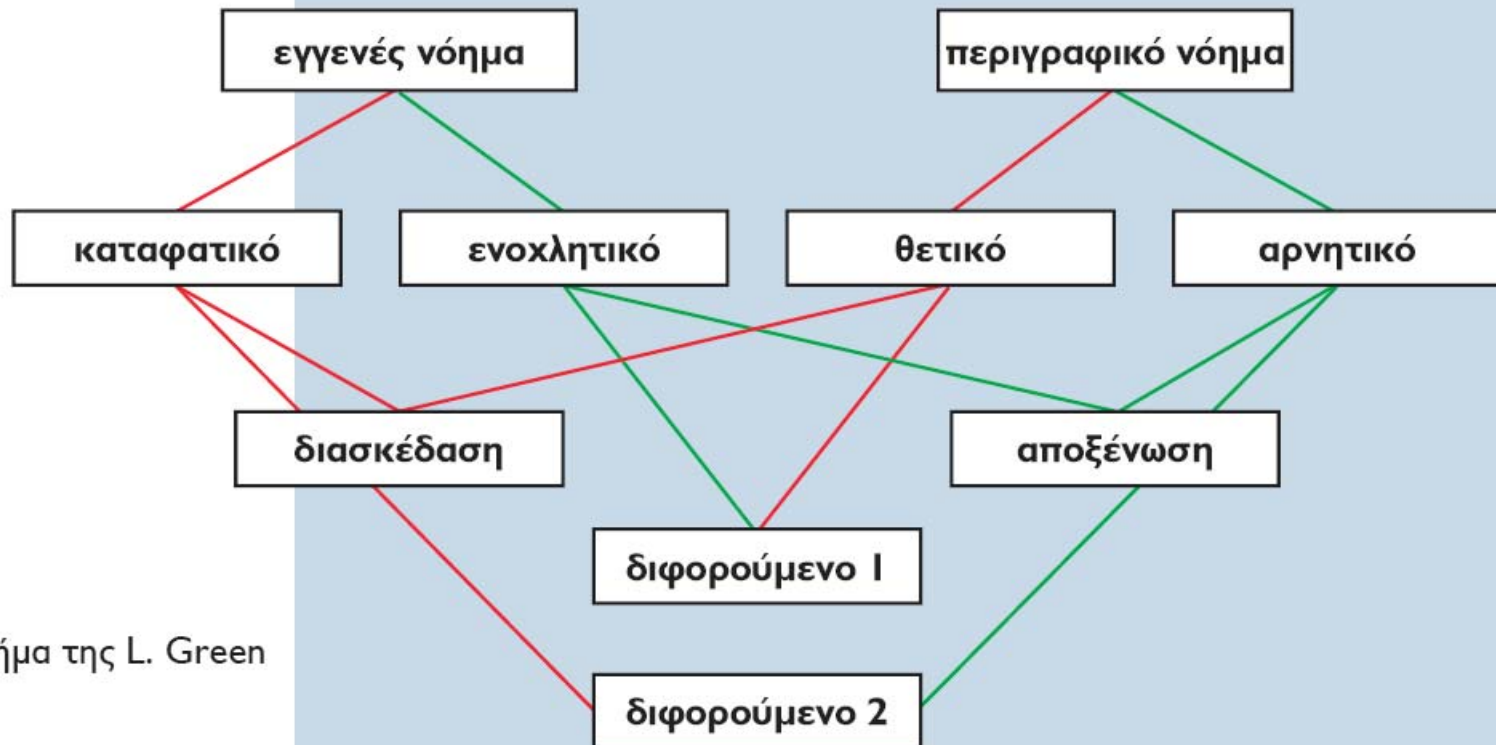 εγγενές νόημα
περιγραφικό νόημα
καταφατικό
ενοχλητικό
θετικό
αρνητικό
διασκέδαση
αποξένωση
διφορούμενο 1
ήμα της L. Green
διφορούμενο 2